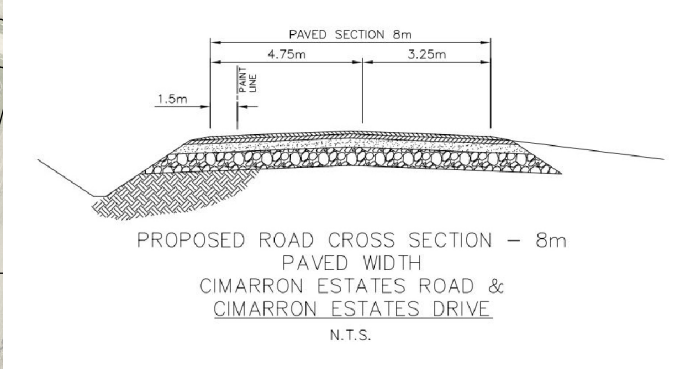 PAVED SECTION 8m
4.75m
3.25m
PAINT
LINE
1.5m
PROPOSED ROAD CROSS SECTION – 8m
PAVED WIDTH
CIMARRON ESTATES ROAD &
CIMARRON ESTATES DRIVE
N.T.S.